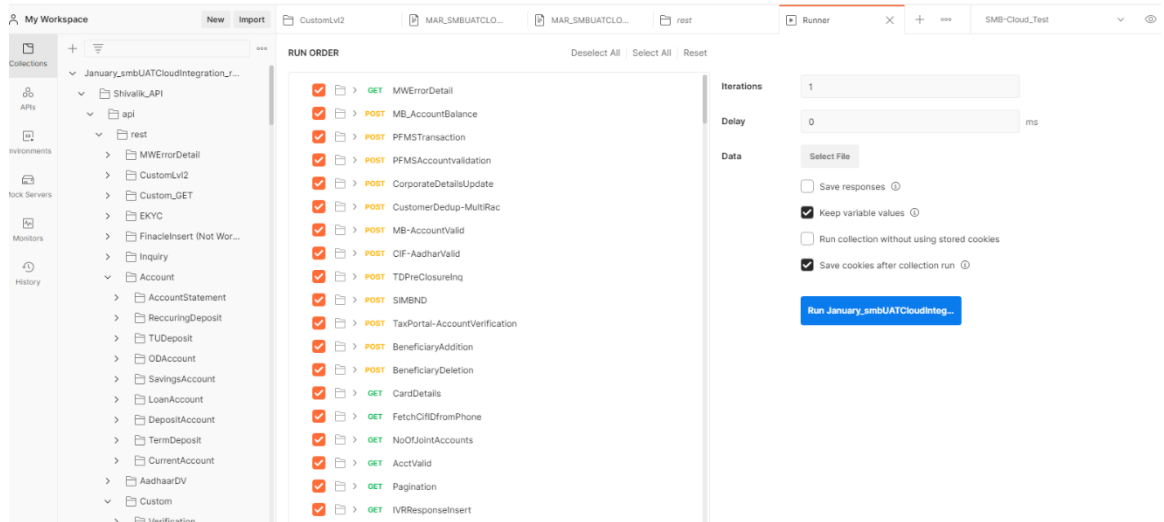 My Workspace
New
Import
CustomLvl2
MAR_SMBUATCLO...
MAR_SMBUATCLO...
rest
Runner
SMB-Cloud_Test
Collections
APIs
Monitors
History
January_smbUATCloudIntegration_r...
Shivalik_API
api
rest
MWErrorDetail
CustomLvl2
Custom_GET
EKYC
FinacleInsert (Not Wor...
Inquiry
Account
AccountStatement
ReccuringDeposit
TUDeposit
ODAccount
SavingsAccount
LoanAccount
DepositAccount
TermDeposit
CurrentAccount
AadhaarDV
Custom
Verification
RUN ORDER
Deselect All
Select All
Reset
GET MWErrorDetail
POST MB_AccountBalance
POST PFMSTransaction
POST PFMSAccountvalidation
POST CorporateDetailsUpdate
POST CustomerDedup-MultiRac
POST MB-AccountValid
POST CIF-AadharValid
POST TDPreClosureInq
POST SIMBND
POST TaxPortal-AccountVerification
POST BeneficiaryAddition
POST BeneficiaryDeletion
GET CardDetails
GET FetchCifIDfromPhone
GET NoOfJointAccounts
GET AcctValid
GET Pagination
GET IVRResponseInsert
Iterations 1
Delay 0 ms
Data Select File
Save responses
Keep variable values
Run collection without using stored cookies
Save cookies after collection run
Run January_smbUATCloudInteg...